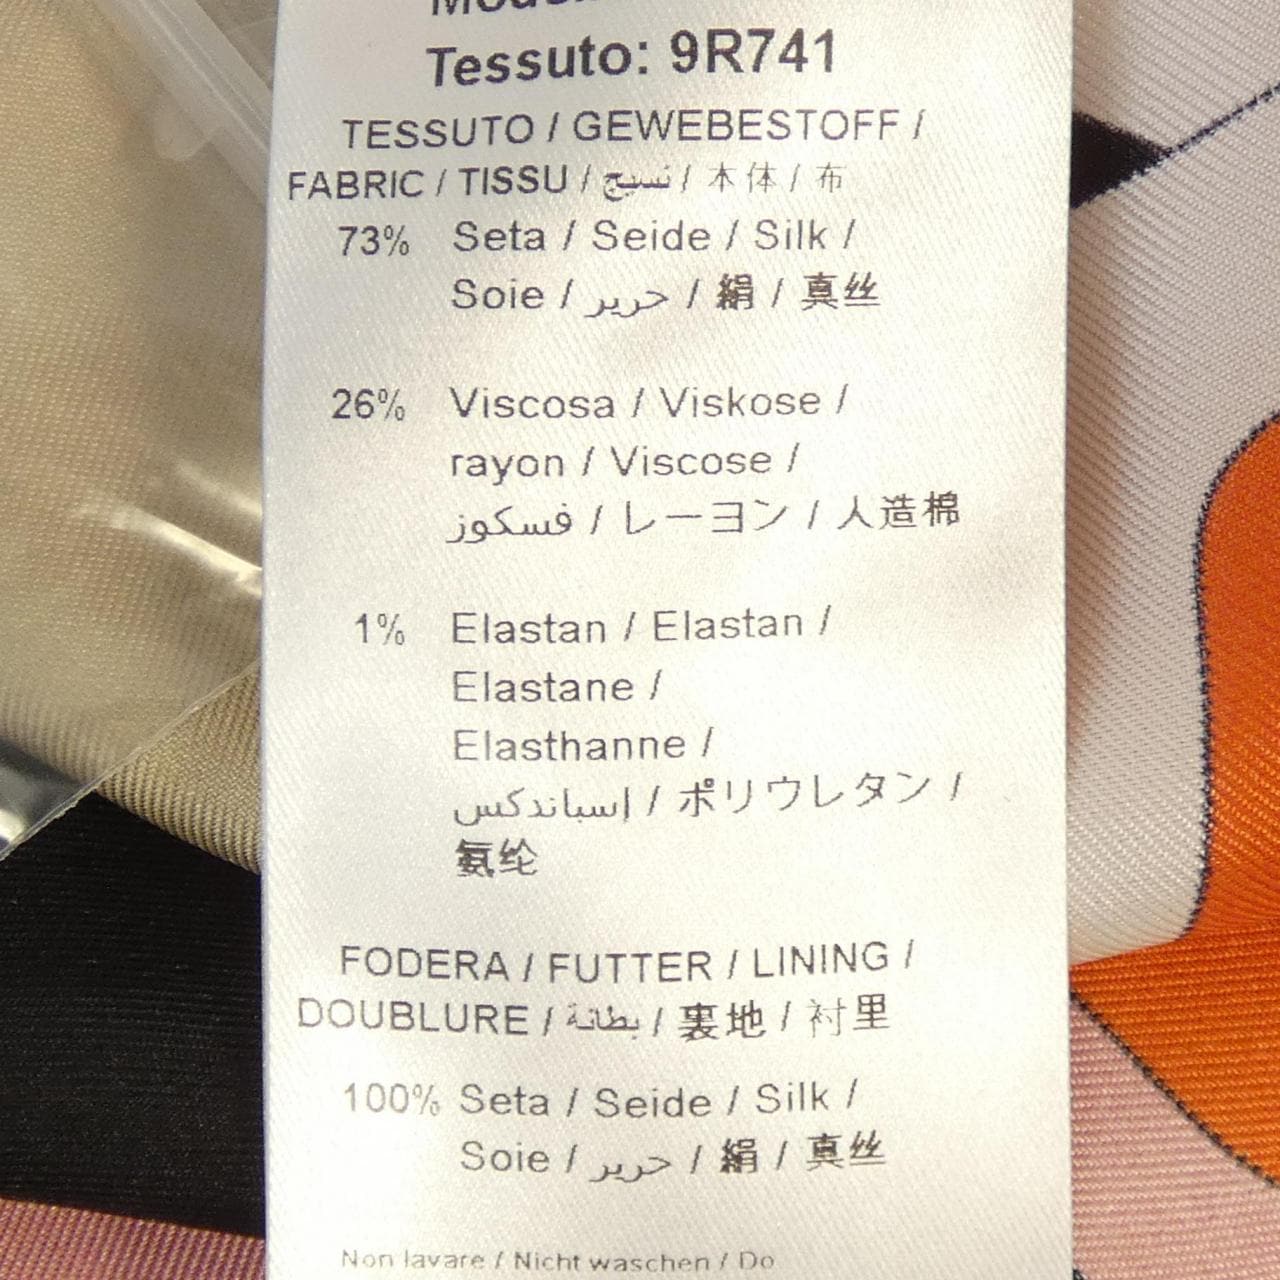 Tessuto: 9R741
TESSUTO / GEWEBESTOFF /
FABRIC / TISSU / نسيج / 本体 / 布
73% Seta / Seide / Silk /
Soie / حرير / 絹 / 真丝
26% Viscosa / Viskose /
rayon / Viscose /
فسكوز / レーヨン / 人造棉
1% Elastan / Elastan /
Elastane /
Elasthanne /
إسباندكس / ポリウレタン /
氨纶
FODERA / FUTTER / LINING /
DOUBLURE / بطانة / 裏地 / 衬里
100% Seta / Seide / Silk /
Soie / حرير / 絹 / 真丝
Non lavare / Nicht waschen / Do